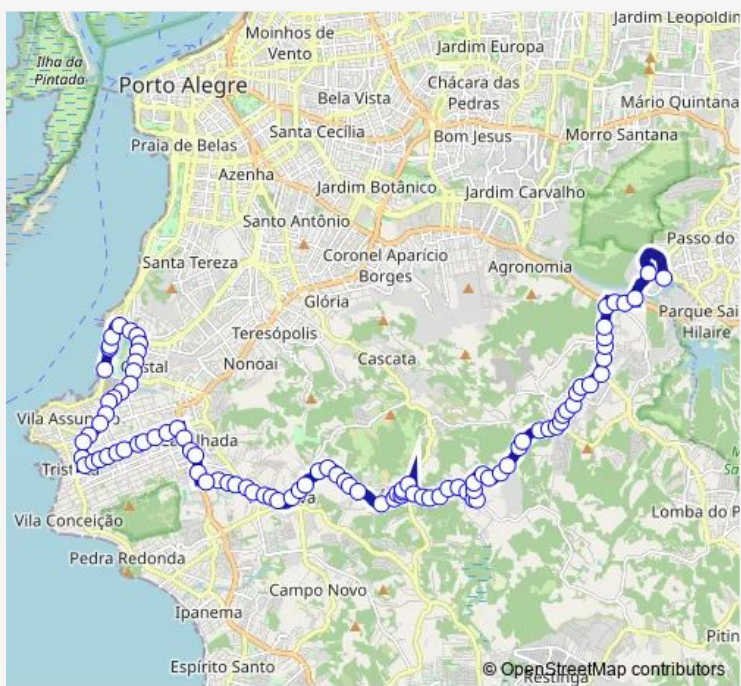 Jardim Leopoldin
Moinhos de
Vento
Ilha da
Pintada
Jardim Europa
Porto Alegre
Chácara das
Pedras
Bela Vista
Mário Quintana
Santa Cecília
Bom Jesus
Morro Santana
Praia de Belas
Azenha
Jardim Botânico
Jardim Carvalho
Santo Antônio
Passo do
Santa Tereza
Coronel Aparício
Borges
Agronomia
Glória
Parque Sai
Hilaire
Teresópolis
Cascata
Nonoai
Vila Assun
Vila Conceição
Lomba do P
Pedra Redonda
Campo Novo
Ipanema
Pitin
Espírito Santo
Restinga
© OpenStreetMap contributors